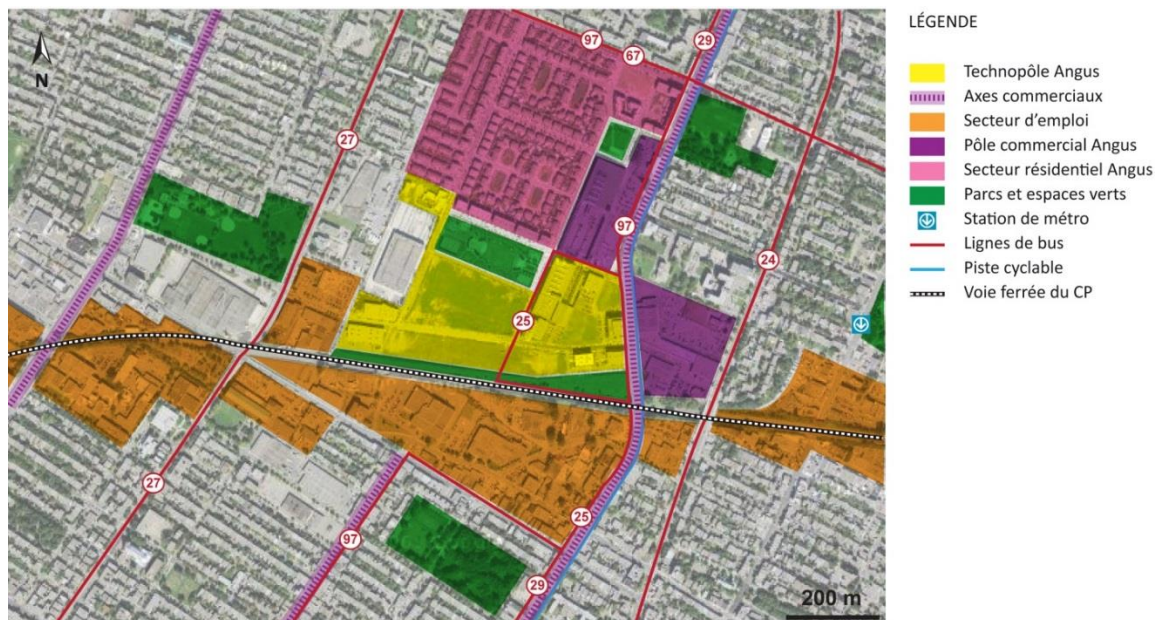 LÉGENDE
Technopôle Angus
Axes commerciaux
Secteur d'emploi
Pôle commercial Angus
Secteur résidentiel Angus
Parcs et espaces verts
Station de métro
Lignes de bus
Piste cyclable
Voie ferrée du CP
N
97
67
29
27
97
24
25
27
97
25
29
200 m